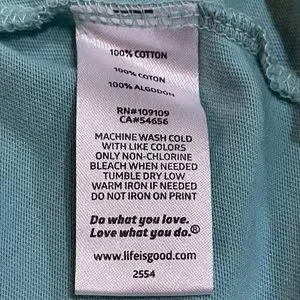 100% COTTON
100% COTON
100% ALGODON
RN#109109
CA#54656
MACHINE WASH COLD
WITH LIKE COLORS
ONLY NON-CHLORINE
BLEACH WHEN NEEDED
TUMBLE DRY LOW
WARM IRON IF NEEDED
DO NOT IRON ON PRINT
Do what you love.
Love what you do.®
www.lifeisgood.com
2554